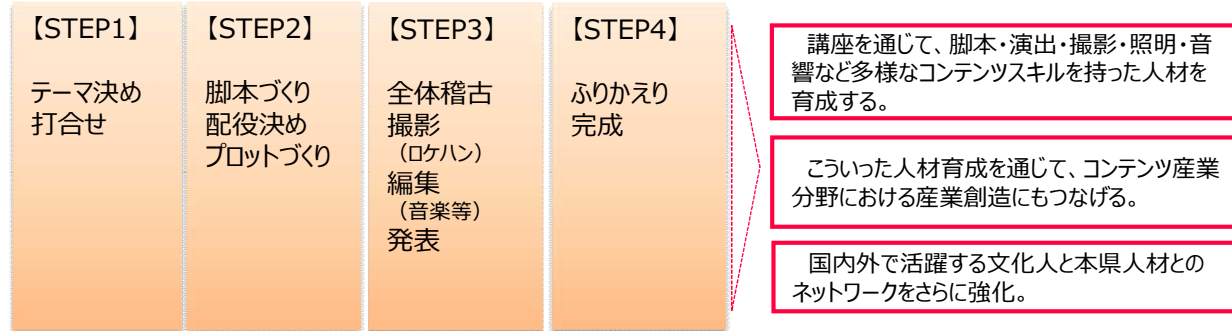 【STEP1】
テーマ決め
打合せ
【STEP2】
脚本づくり
配役決め
プロットづくり
【STEP3】
全体稽古
撮影
（ロケハン）
編集
（音楽等）
発表
【STEP4】
ふりかえり
完成
講座を通じて、脚本・演出・撮影・照明・音
響など多様なコンテンツスキルを持った人材を
育成する。
こういった人材育成を通じて、コンテンツ産業
分野における産業創造にもつなげる。
国内外で活躍する文化人と本県人材との
ネットワークをさらに強化。